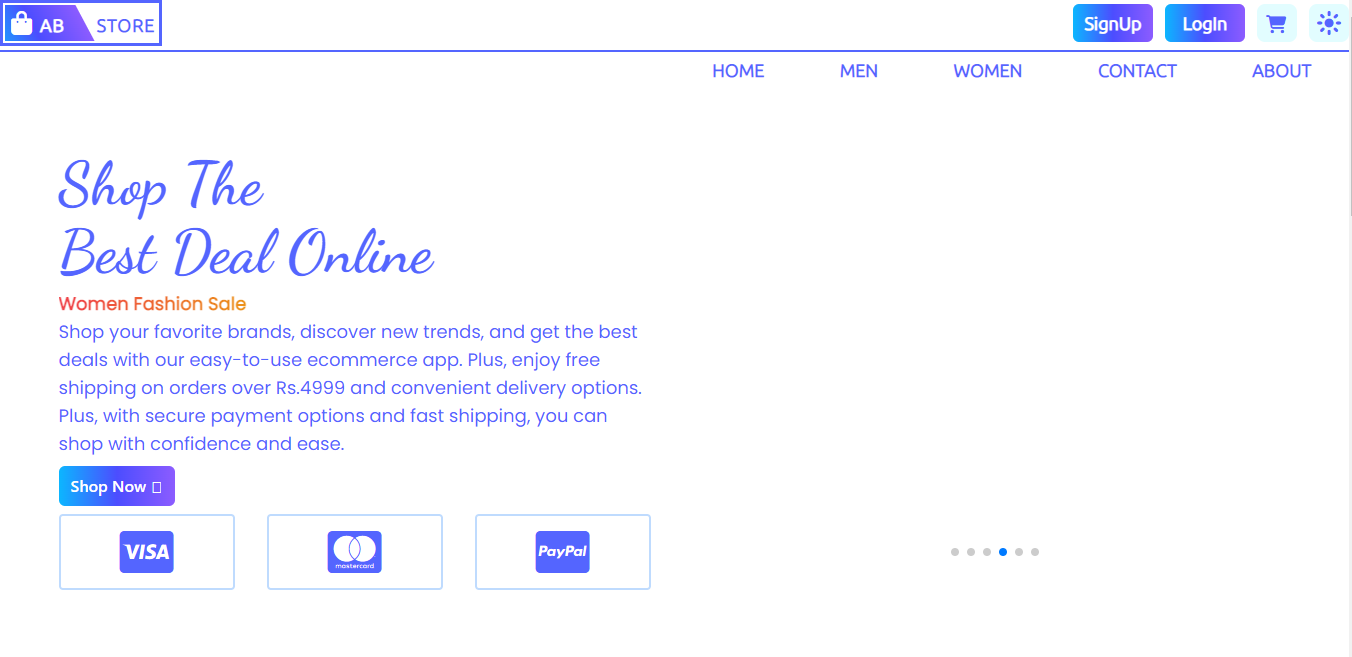 AB STORE
SignUp LogIn
HOME MEN WOMEN CONTACT ABOUT
Shop The
Best Deal Online
Women Fashion Sale
Shop your favorite brands, discover new trends, and get the best
deals with our easy-to-use ecommerce app. Plus, enjoy free
shipping on orders over Rs.4999 and convenient delivery options.
Plus, with secure payment options and fast shipping, you can
shop with confidence and ease.
Shop Now
VISA mastercard PayPal